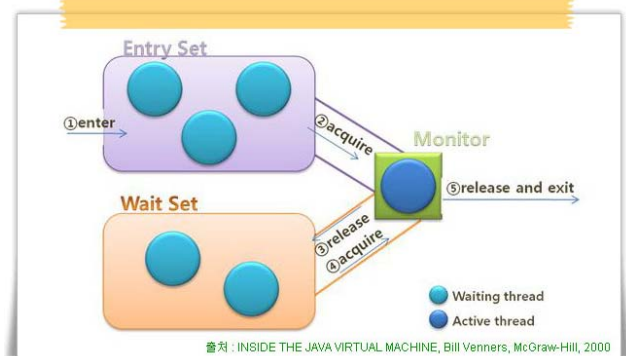 Entry Set
①enter
②acquire
Monitor
⑤release and exit
Wait Set
③release
④acquire
Waiting thread
Active thread
출처 : INSIDE THE JAVA VIRTUAL MACHINE, Bill Venners, McGraw-Hill, 2000